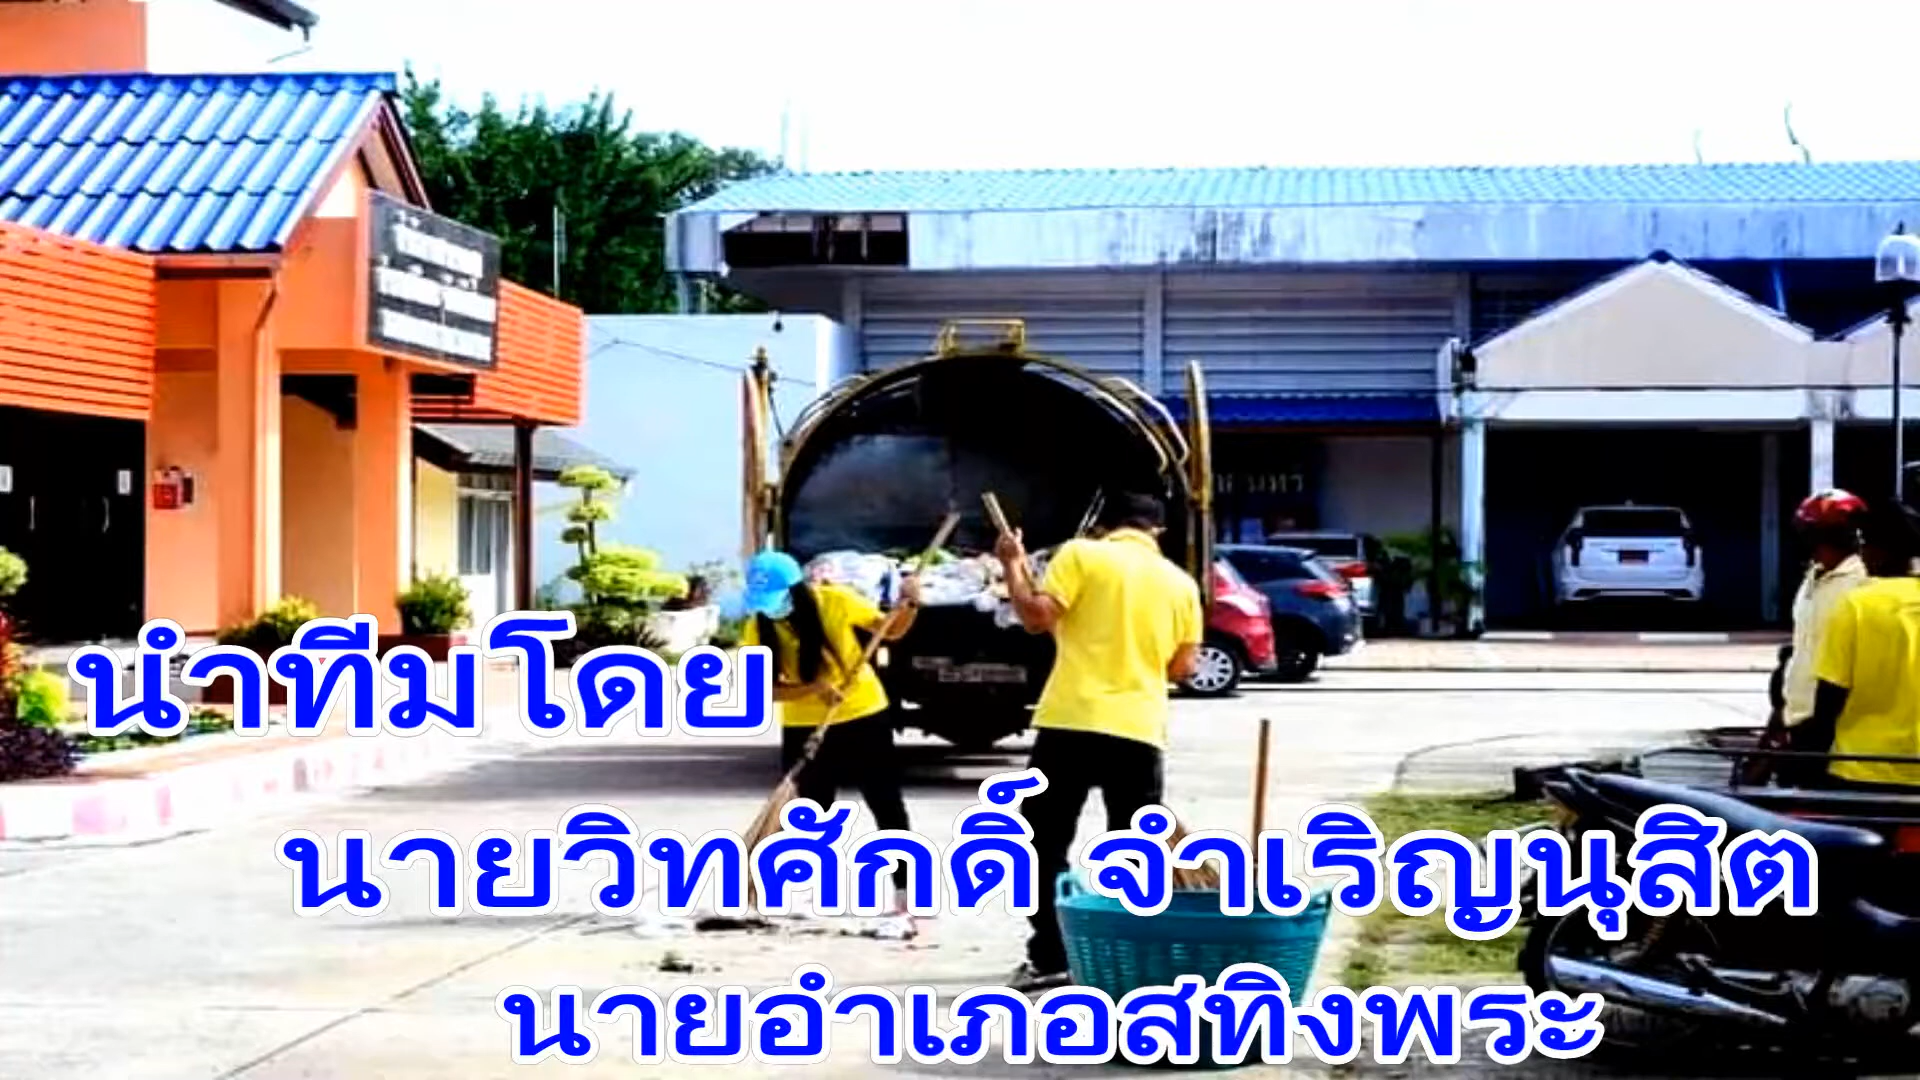 นำทีมโดย
นายวิทศักดิ์ จำเริญนุสิต
นายอำเภอสทิงพระ